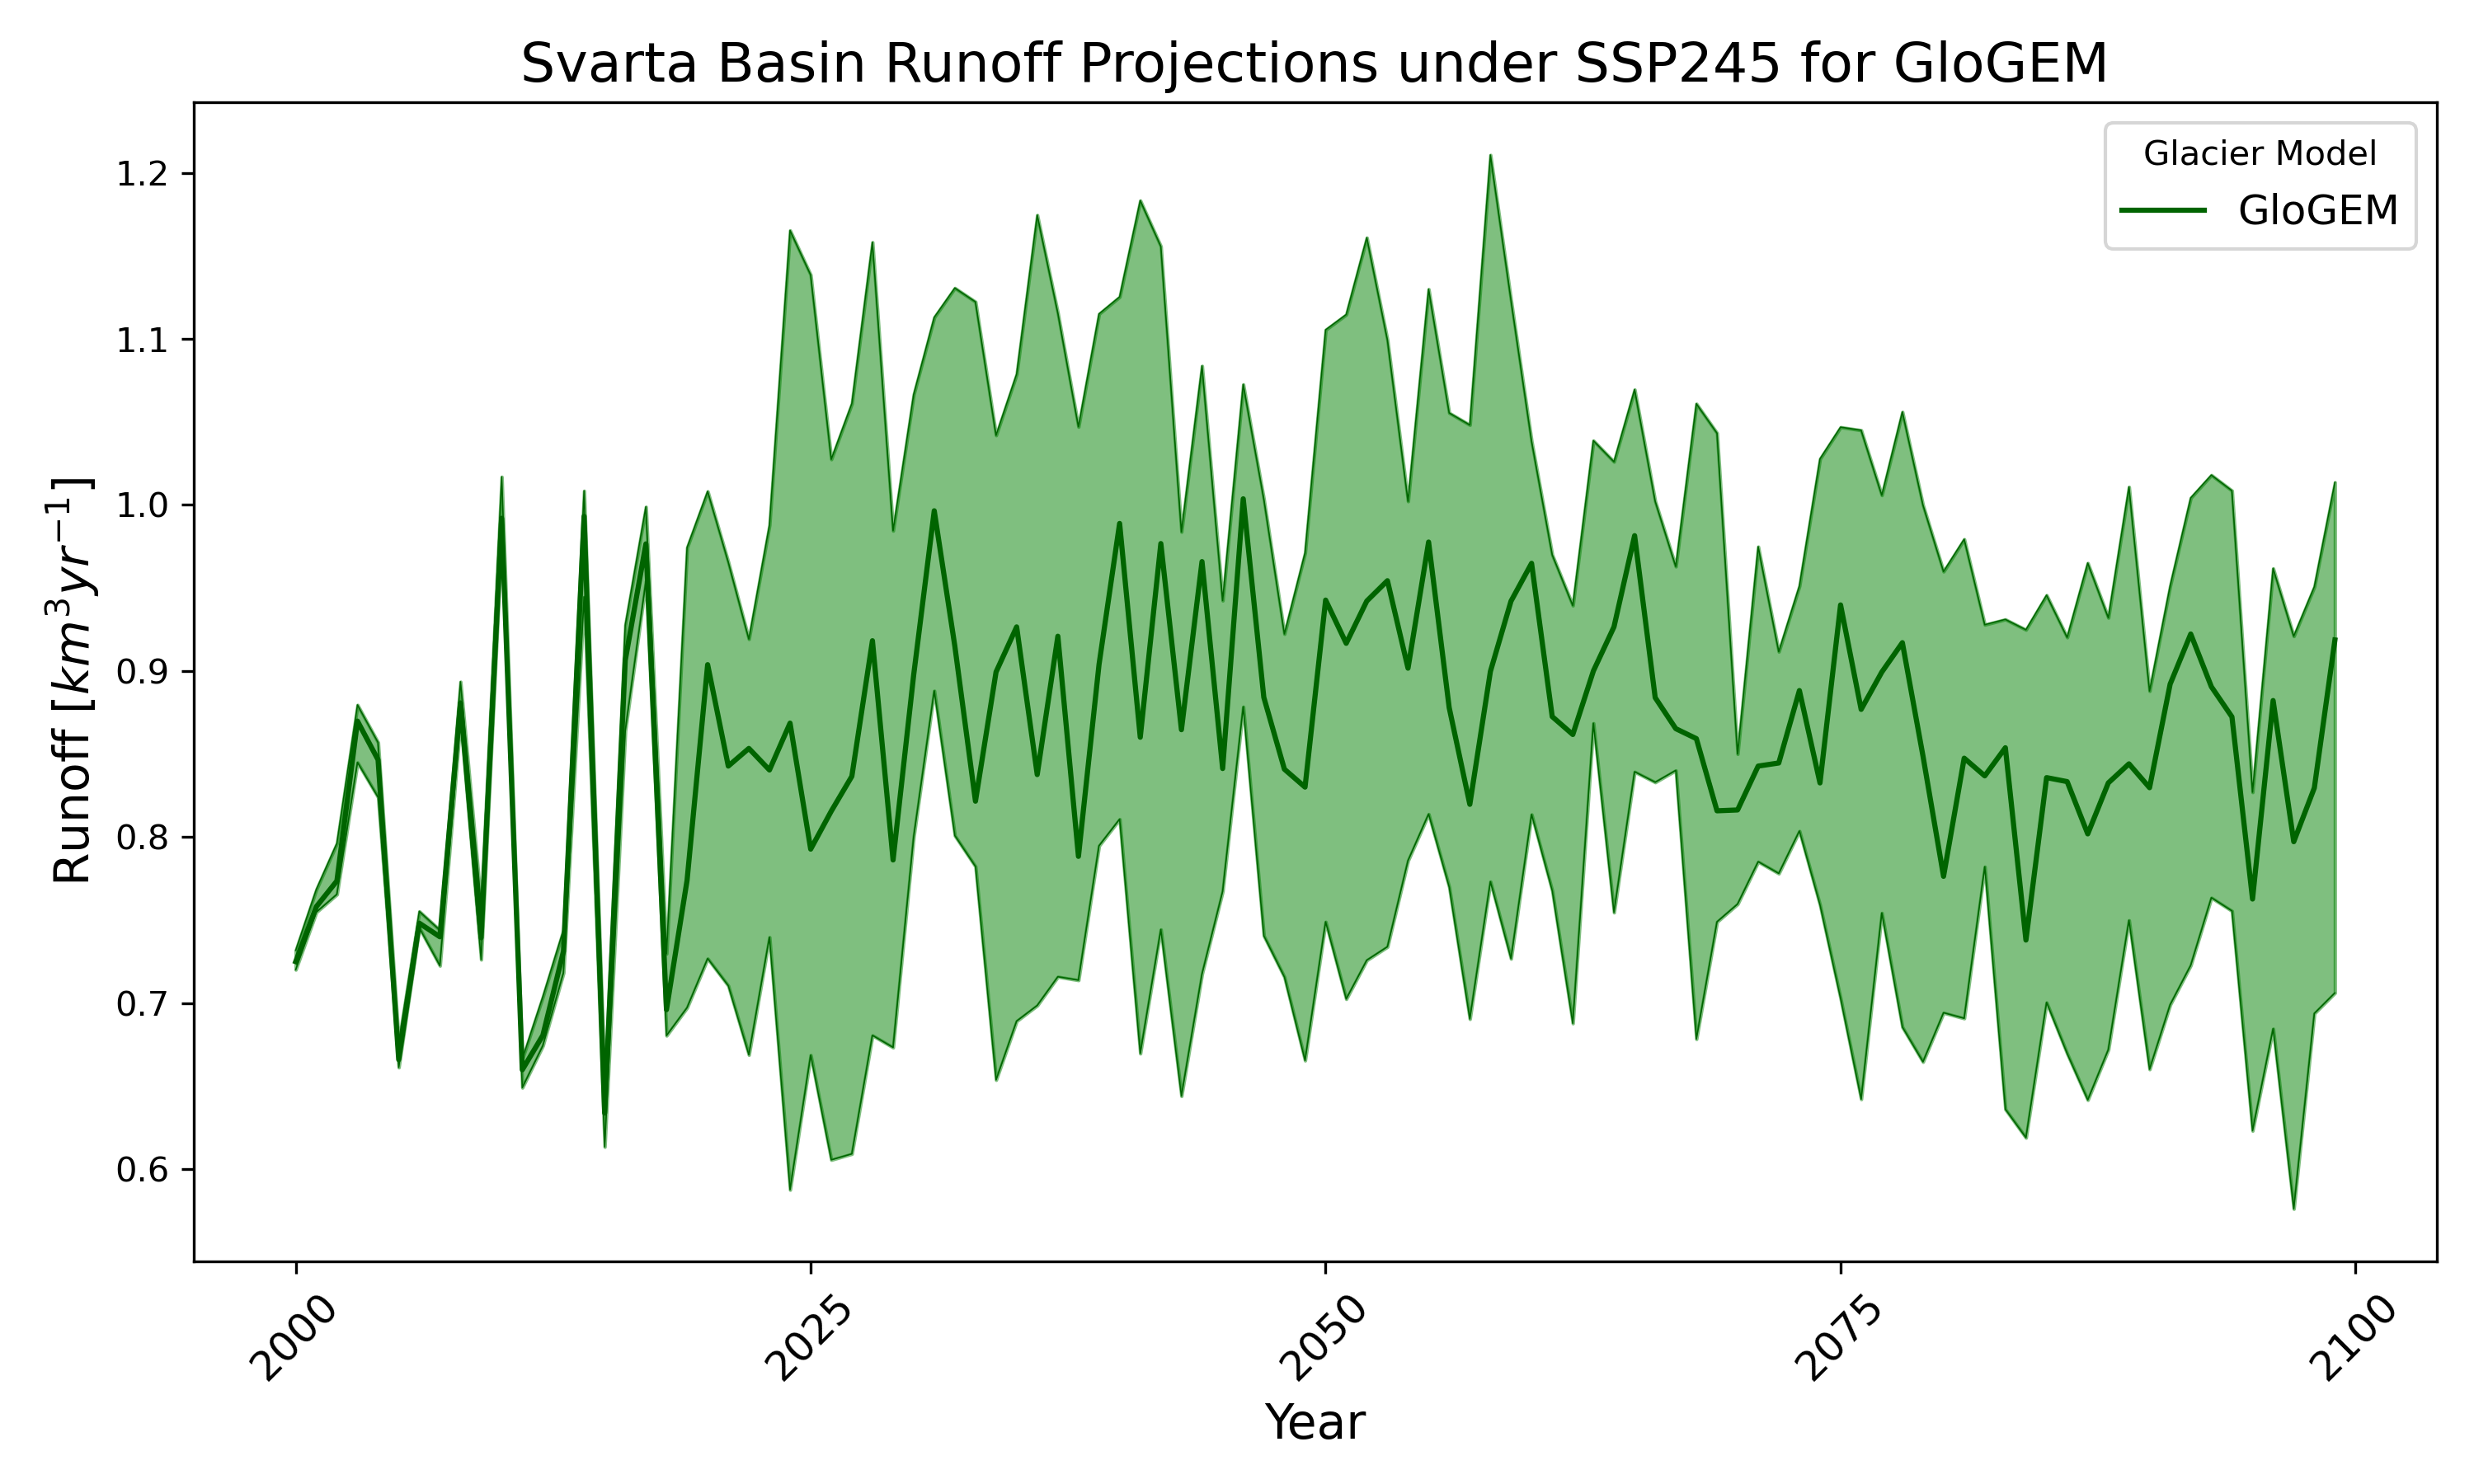 Svarta Basin Runoff Projections under SSP245 for GloGEM
Glacier Model
GloGEM
Runoff [km³yr⁻¹]
1.2
1.1
1.0
0.9
0.8
0.7
0.6
2000
2025
2050
2075
2100
Year